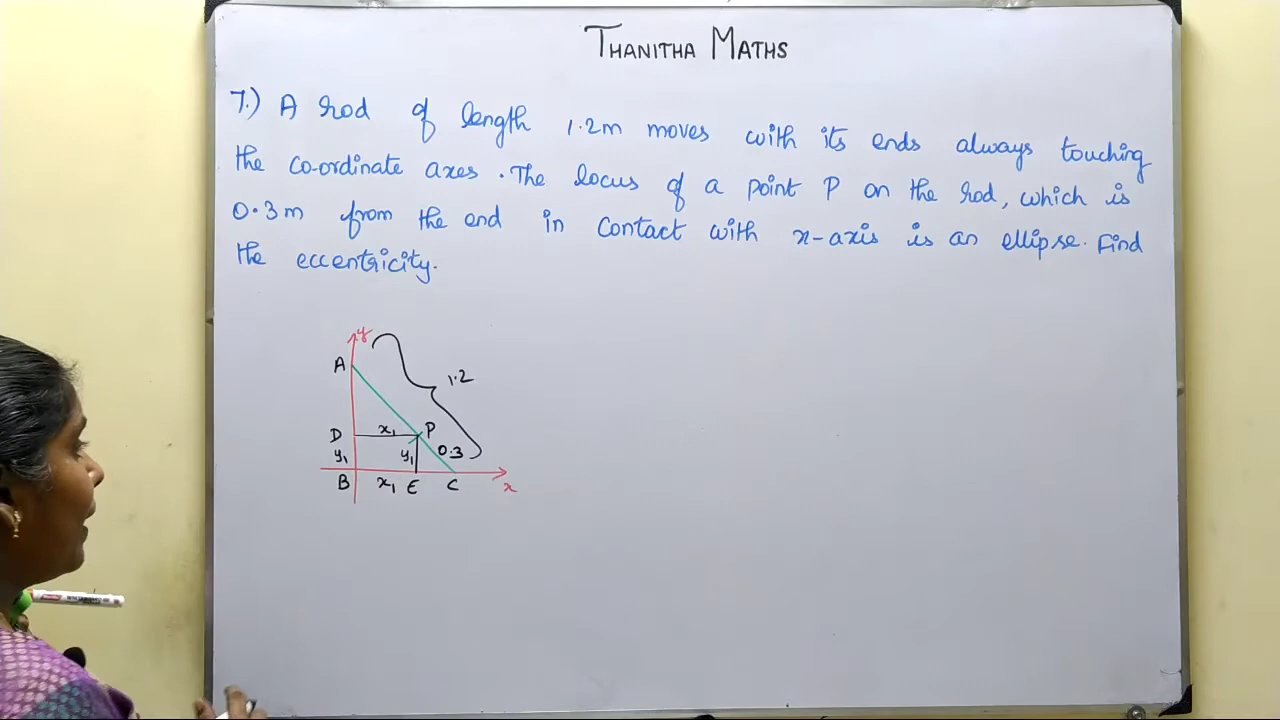 THANITHA MATHS
7.) A rod of length 1.2m moves with its ends always touching
the co-ordinate axes. The locus of a point P on the rod, which is
0.3m from the end in contact with x-axis is an ellipse. Find
the eccentricity.
y
A
1.2
D x₁ P
y₁ y₁ 0.3
B x₁ E C x